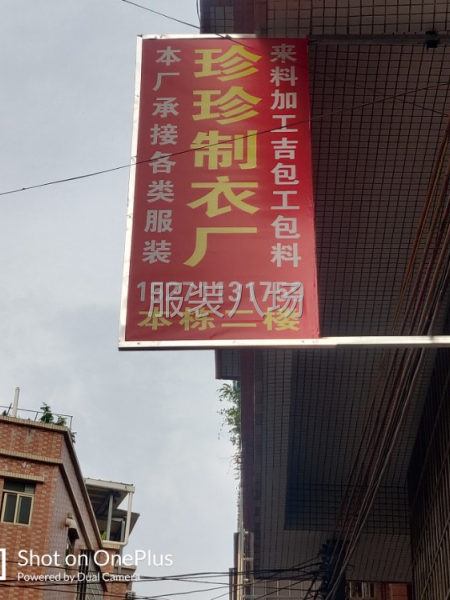 来料加工吉包工包料
珍珍制衣厂
本厂承接各类服装
服装八场
本栋二楼
Shot on OnePlus
Powered by Dual Camera